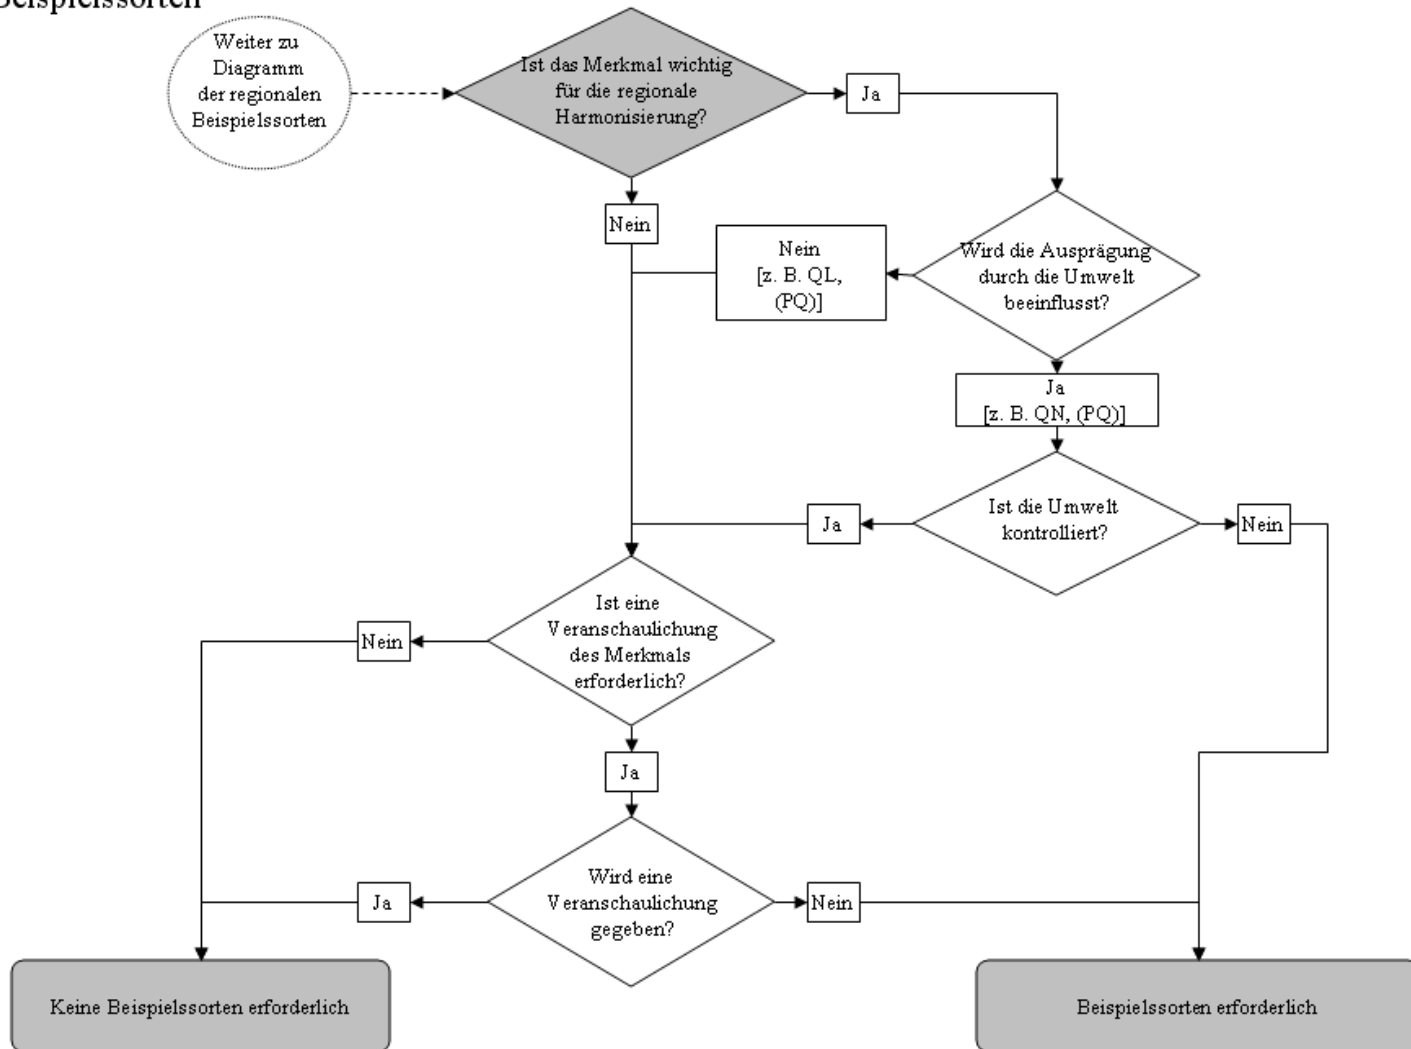 Beispielssorten
Weiter zu
Diagramm
der regionalen
Beispielssorten
Ist das Merkmal wichtig
für die regionale
Harmonisierung?
Ja
Nein
Wird die Ausprägung
durch die Umwelt
beeinflusst?
Nein
[z. B. QL,
(PQ)]
Ja
[z. B. QN, (PQ)]
Ist die Umwelt
kontrolliert?
Ja
Nein
Ist eine
Veranschaulichung
des Merkmals
erforderlich?
Nein
Ja
Wird eine
Veranschaulichung
gegeben?
Ja
Nein
Keine Beispielssorten erforderlich
Beispielssorten erforderlich